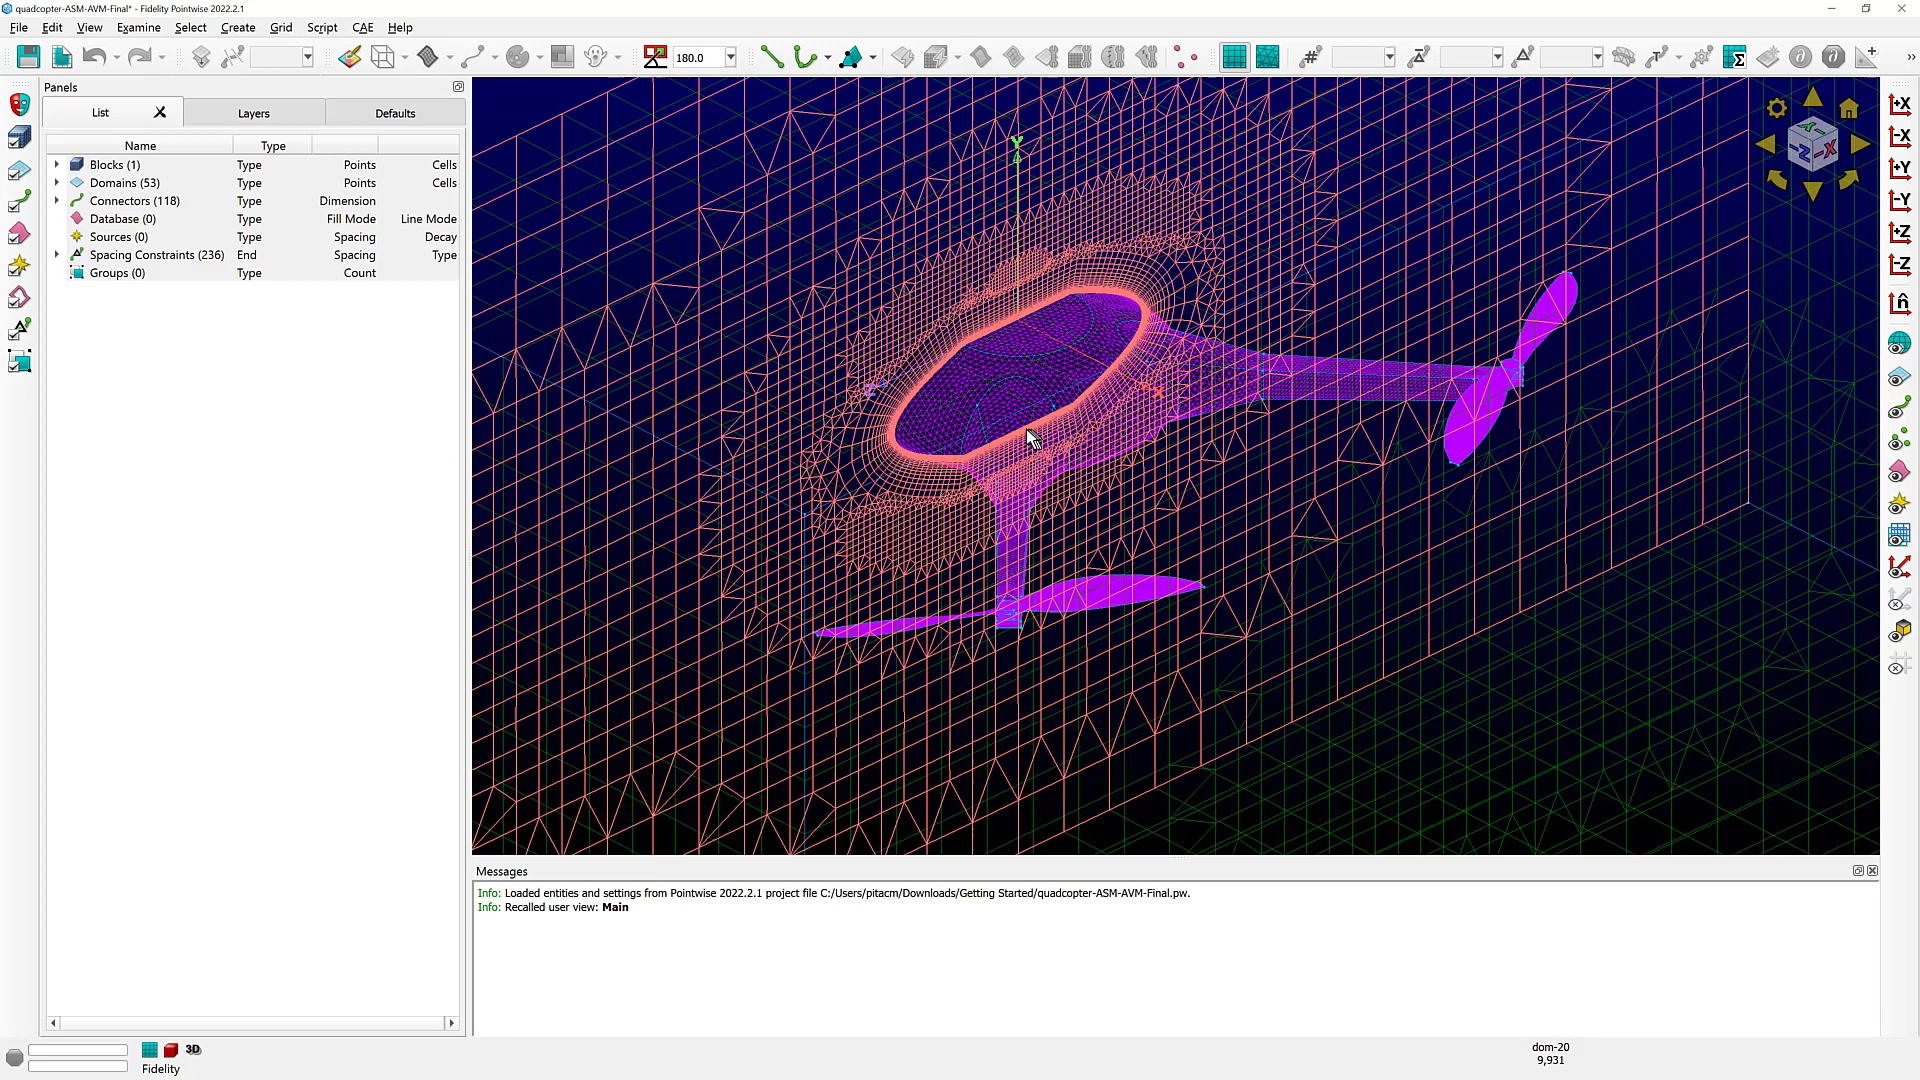 quadcopter-ASM-AVM-Final* - Fidelity Pointwise 2022.2.1
File Edit View Examine Select Create Grid Script CAE Help
180.0
Panels
List Layers Defaults
Name Type
Blocks (1) Type Points Cells
Domains (53) Type Points Cells
Connectors (118) Type Dimension
Database (0) Type Fill Mode Line Mode
Sources (0) Type Spacing Decay
Spacing Constraints (236) End Spacing Type
Groups (0) Type Count
Y
Z
X
Y- -Z -X
+X
-X
+Y
-Y
+Z
-Z
n̂
Messages
Info: Loaded entities and settings from Pointwise 2022.2.1 project file C:/Users/pitacm/Downloads/Getting Started/quadcopter-ASM-AVM-Final.pw.
Info: Recalled user view: Main
3D
Fidelity
dom-20
9,931